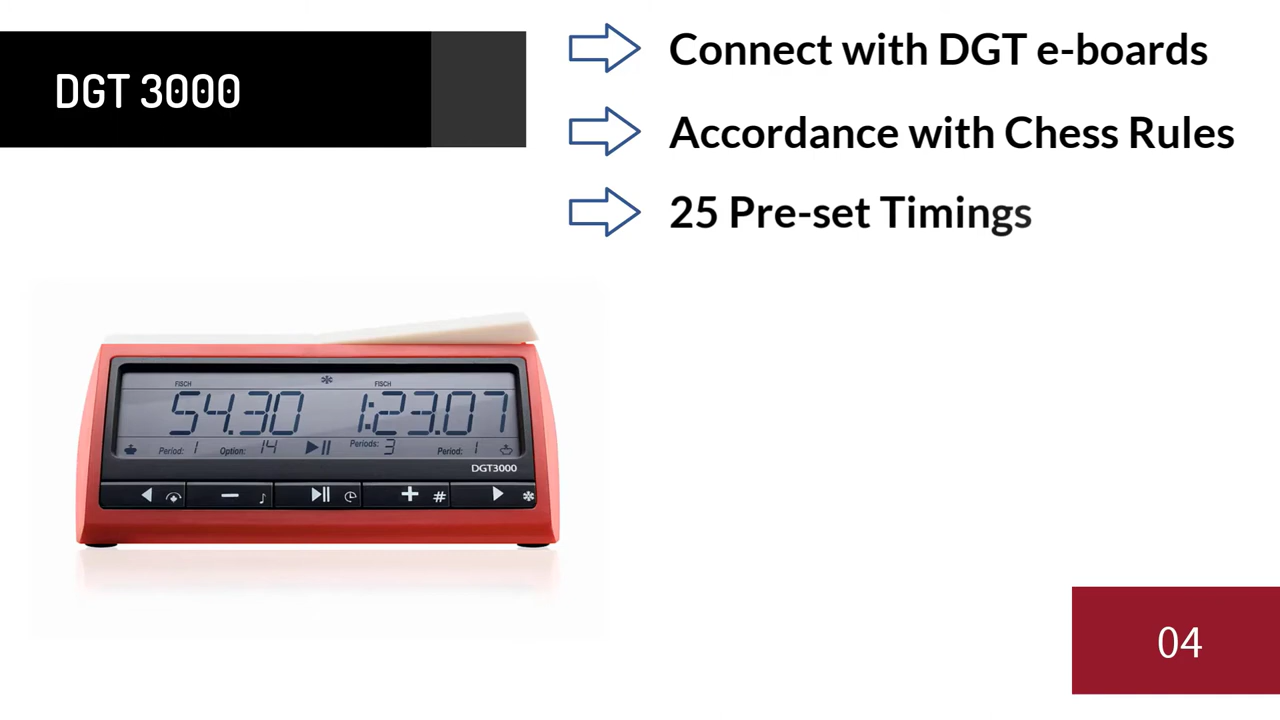 DGT 3000
Connect with DGT e-boards
Accordance with Chess Rules
25 Pre-set Timings
FISCH FISCH
54.30 1:23.07
Period: 1 Option: 14 Periods: 3 Period: 1
DGT3000
04